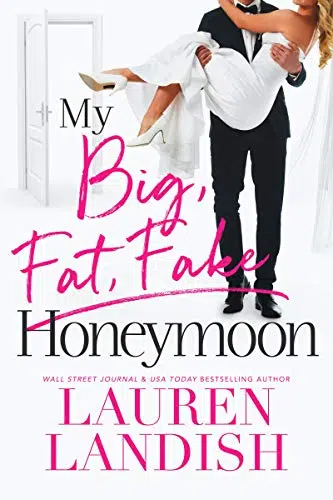 My
Big,
Fat, Fake
Honeymoon
WALL STREET JOURNAL & USA TODAY BESTSELLING AUTHOR
LAUREN
LANDISH